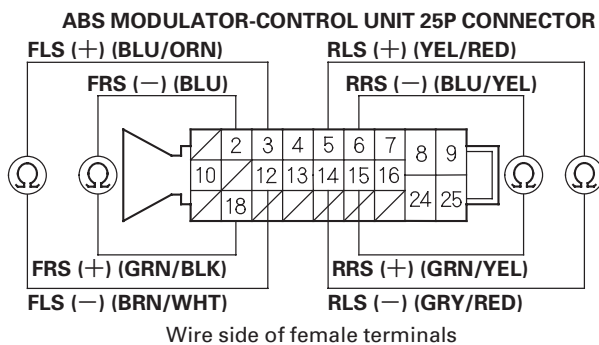 ABS MODULATOR-CONTROL UNIT 25P CONNECTOR
FLS (+) (BLU/ORN) RLS (+) (YEL/RED)
FRS (−) (BLU) RRS (−) (BLU/YEL)
2 3 4 5 6 7 8 9
Ω Ω 10 12 13 14 15 16 Ω Ω
18 24 25
FRS (+) (GRN/BLK) RRS (+) (GRN/YEL)
FLS (−) (BRN/WHT) RLS (−) (GRY/RED)
Wire side of female terminals